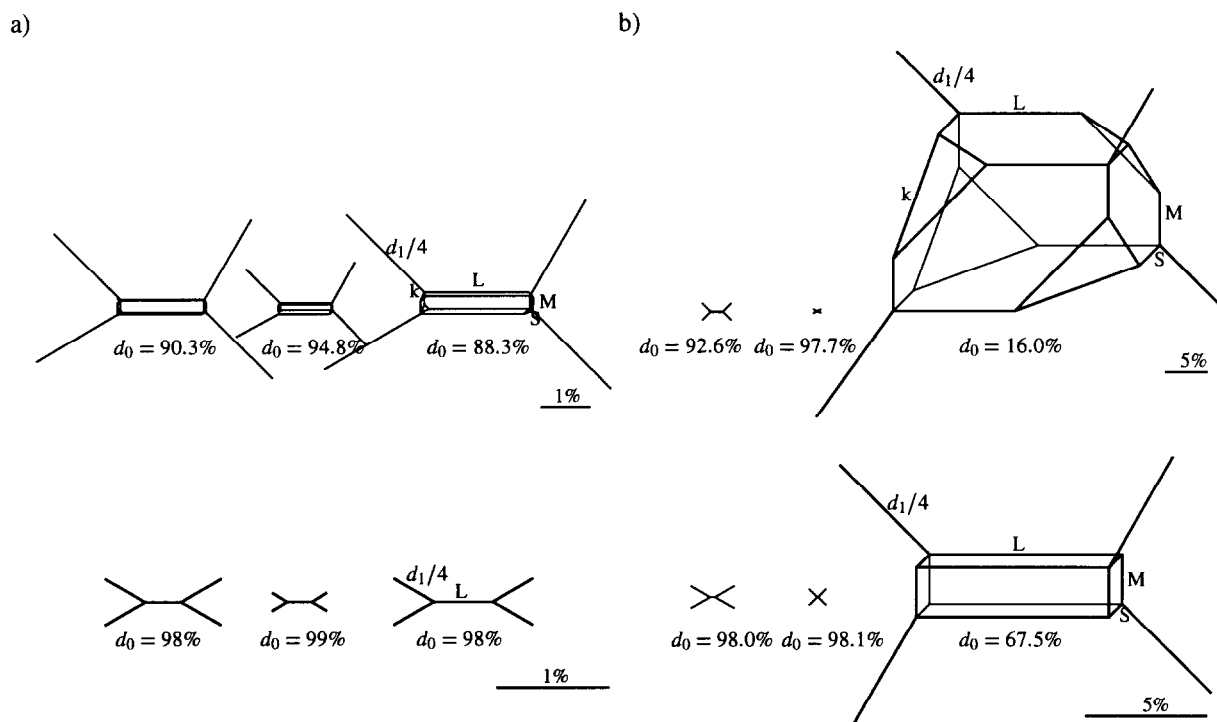 a)
d₁/4
k
L
M
S
d₀ = 90.3%
d₀ = 94.8%
d₀ = 88.3%
1%
d₁/4
L
d₀ = 98%
d₀ = 99%
d₀ = 98%
1%
b)
d₁/4
L
k
M
S
d₀ = 92.6%
d₀ = 97.7%
d₀ = 16.0%
5%
d₁/4
L
M
S
d₀ = 98.0%
d₀ = 98.1%
d₀ = 67.5%
5%